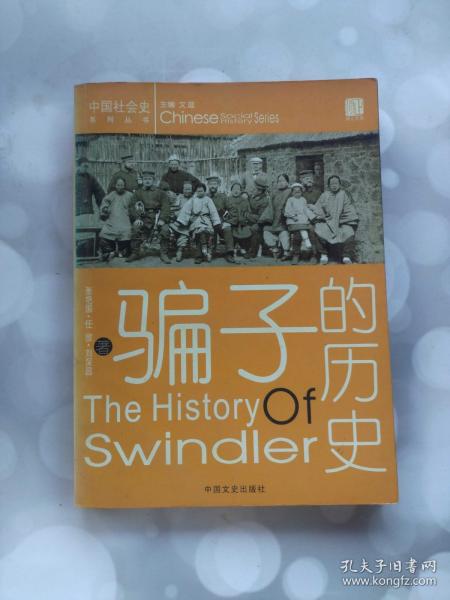 中国社会史
系列丛书
主编 文蓝
Chinese Social History Series
骗子的历史
著
The History Of
Swindler
中国文史出版社
孔夫子旧书网
www.kongfz.com